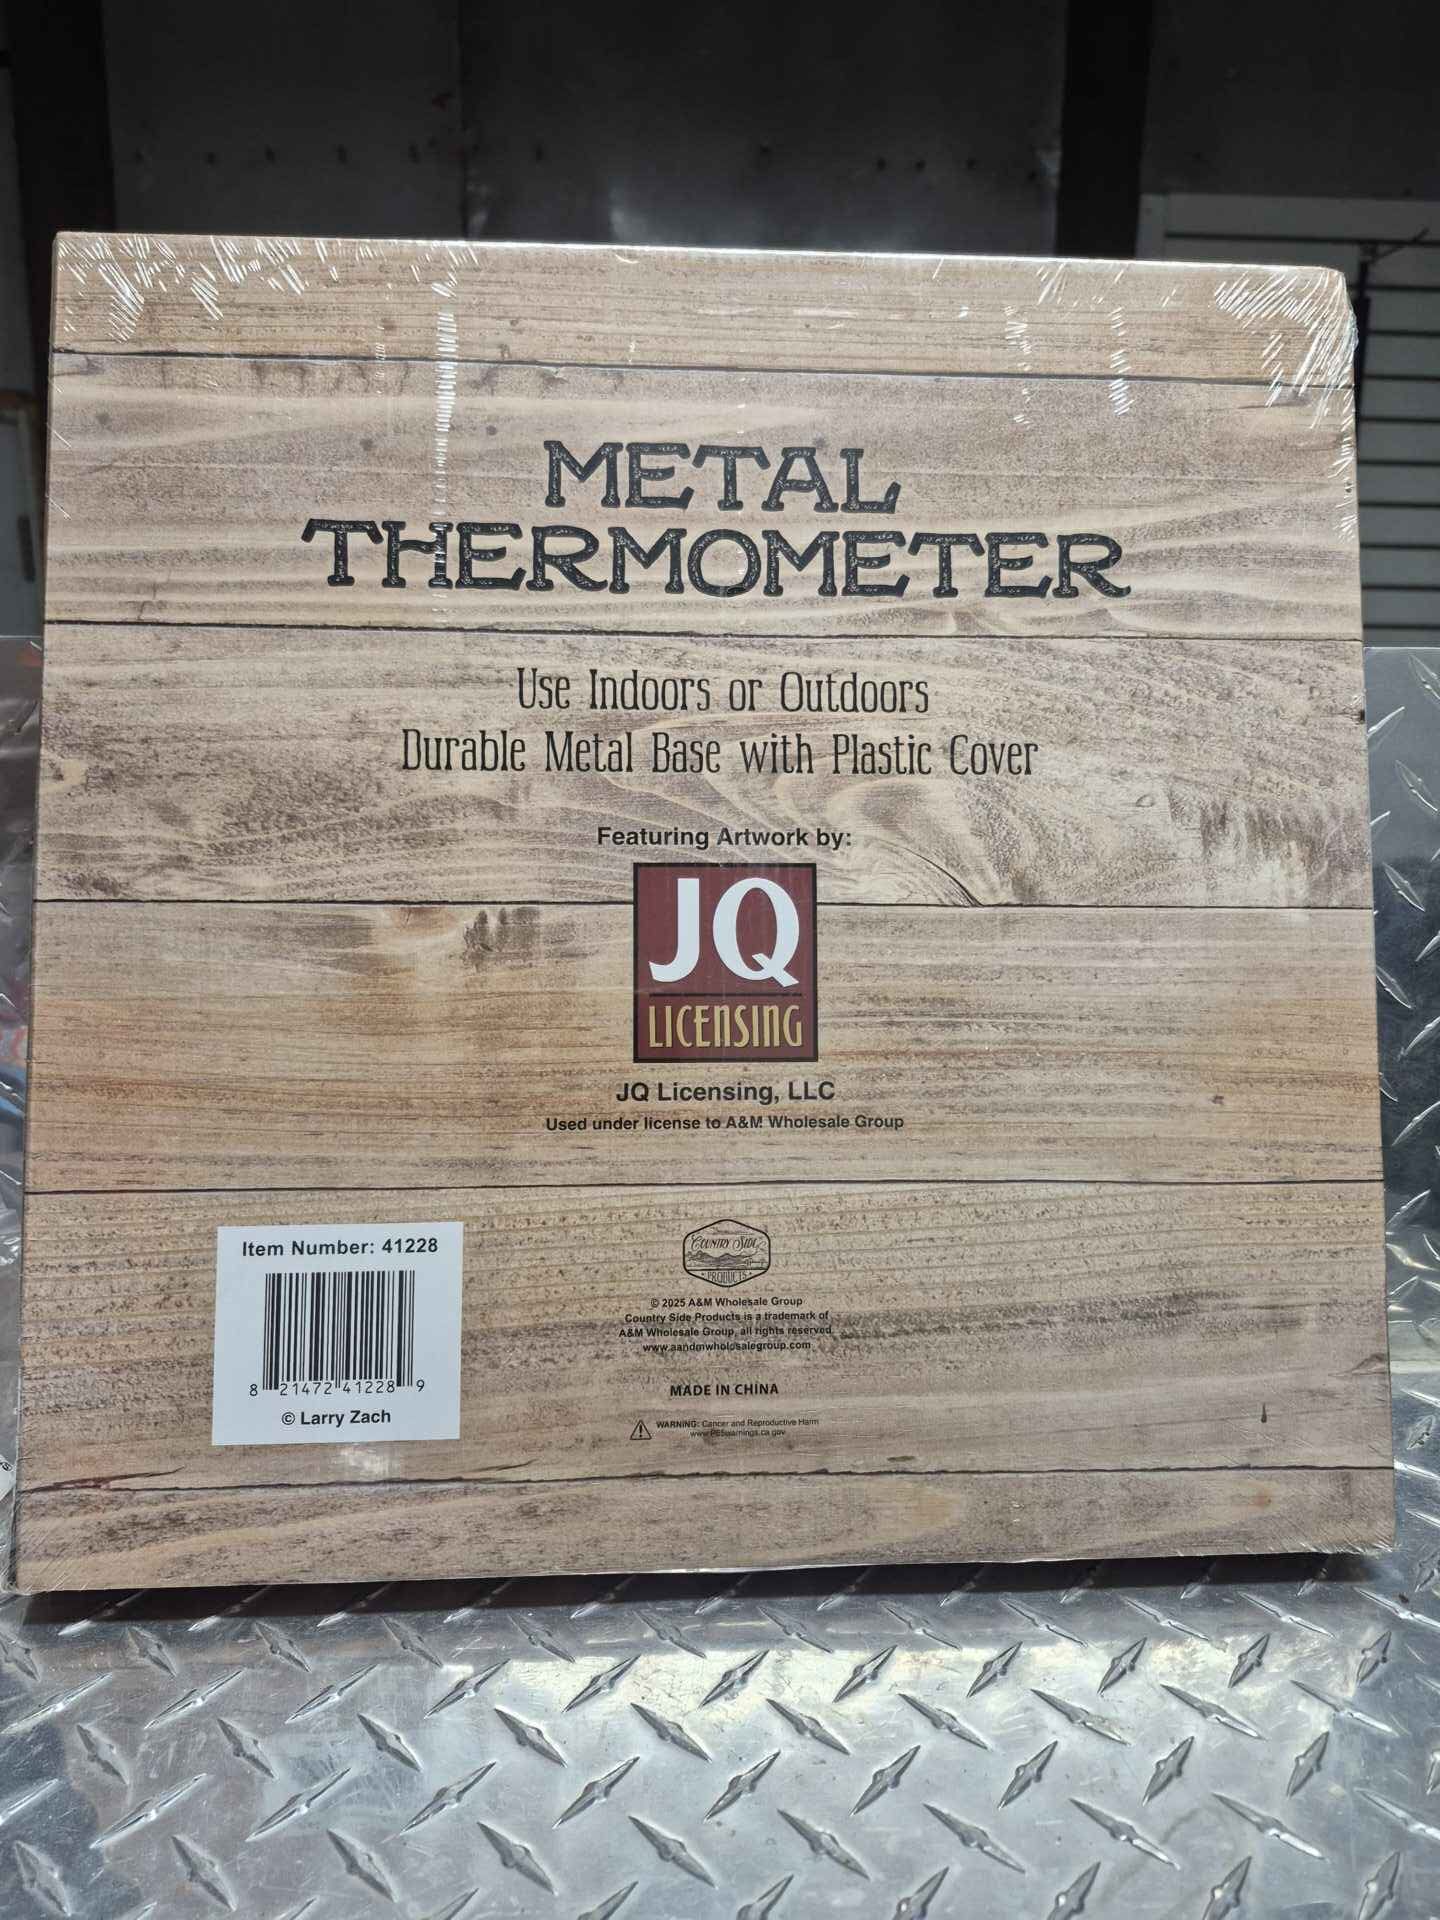 METAL
THERMOMETER
Use Indoors or Outdoors
Durable Metal Base with Plastic Cover
Featuring Artwork by:
JQ
LICENSING
JQ Licensing, LLC
Used under license to A&M Wholesale Group
Item Number: 41228
8 21472 41228 9
© Larry Zach
COUNTRY SIDE
PRODUCTS
© 2025 A&M Wholesale Group
Country Side Products is a trademark of
A&M Wholesale Group, all rights reserved
www.aandmwholesalegroup.com
MADE IN CHINA
WARNING: Cancer and Reproductive Harm
www.P65warnings.ca.gov